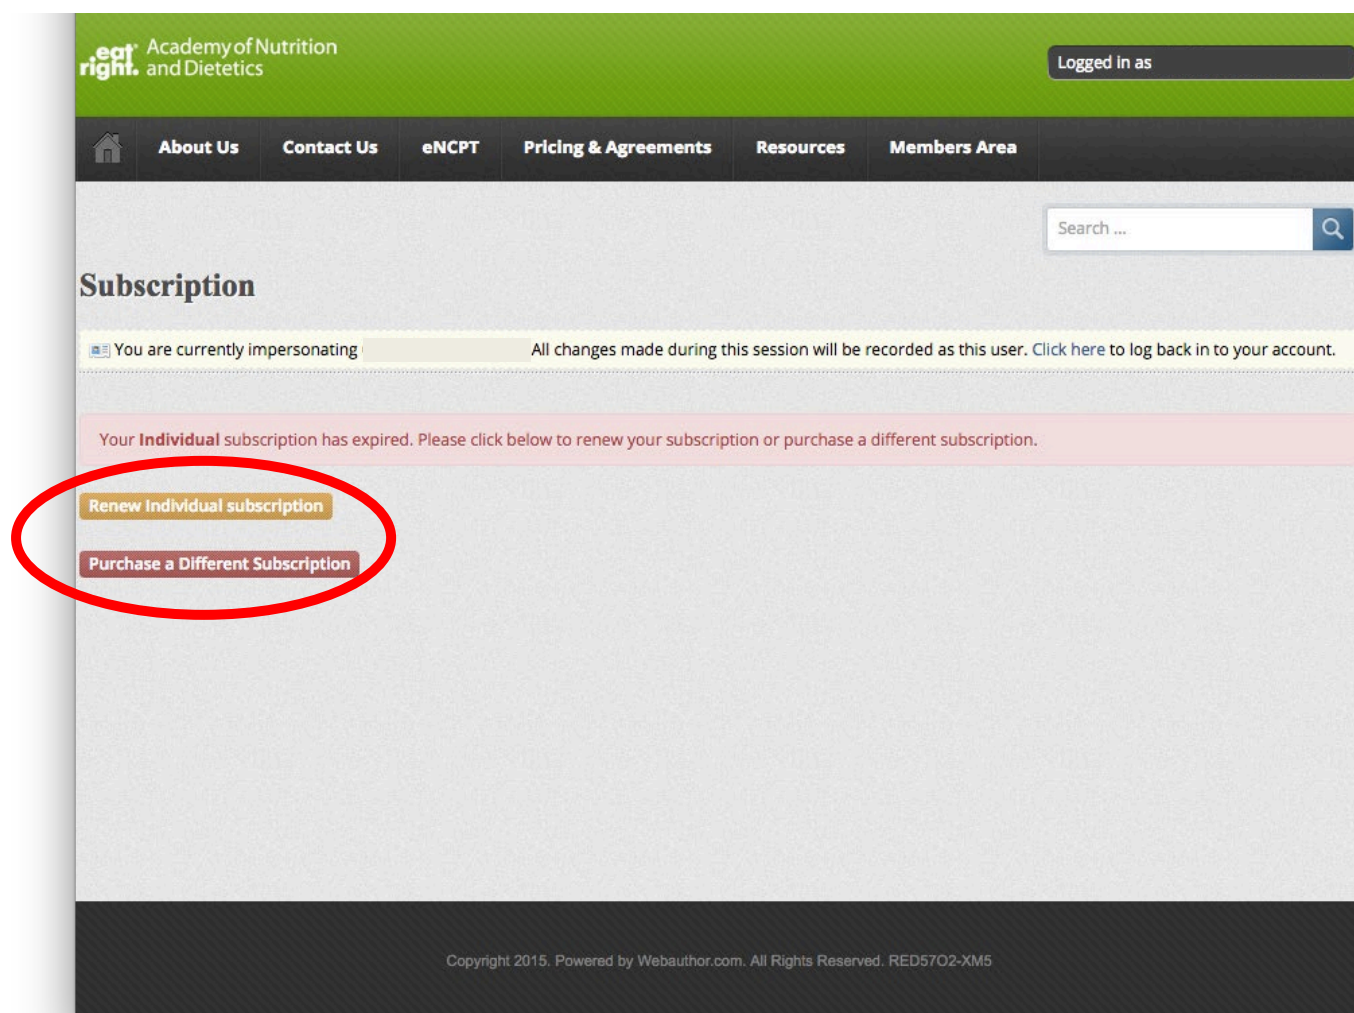 eat right. Academy of Nutrition and Dietetics
Logged in as
About Us Contact Us eNCPT Pricing & Agreements Resources Members Area
Search ...
Subscription
You are currently impersonating All changes made during this session will be recorded as this user. Click here to log back in to your account.
Your Individual subscription has expired. Please click below to renew your subscription or purchase a different subscription.
Renew Individual subscription
Purchase a Different Subscription
Copyright 2015. Powered by Webauthor.com. All Rights Reserved. RED57O2-XM5